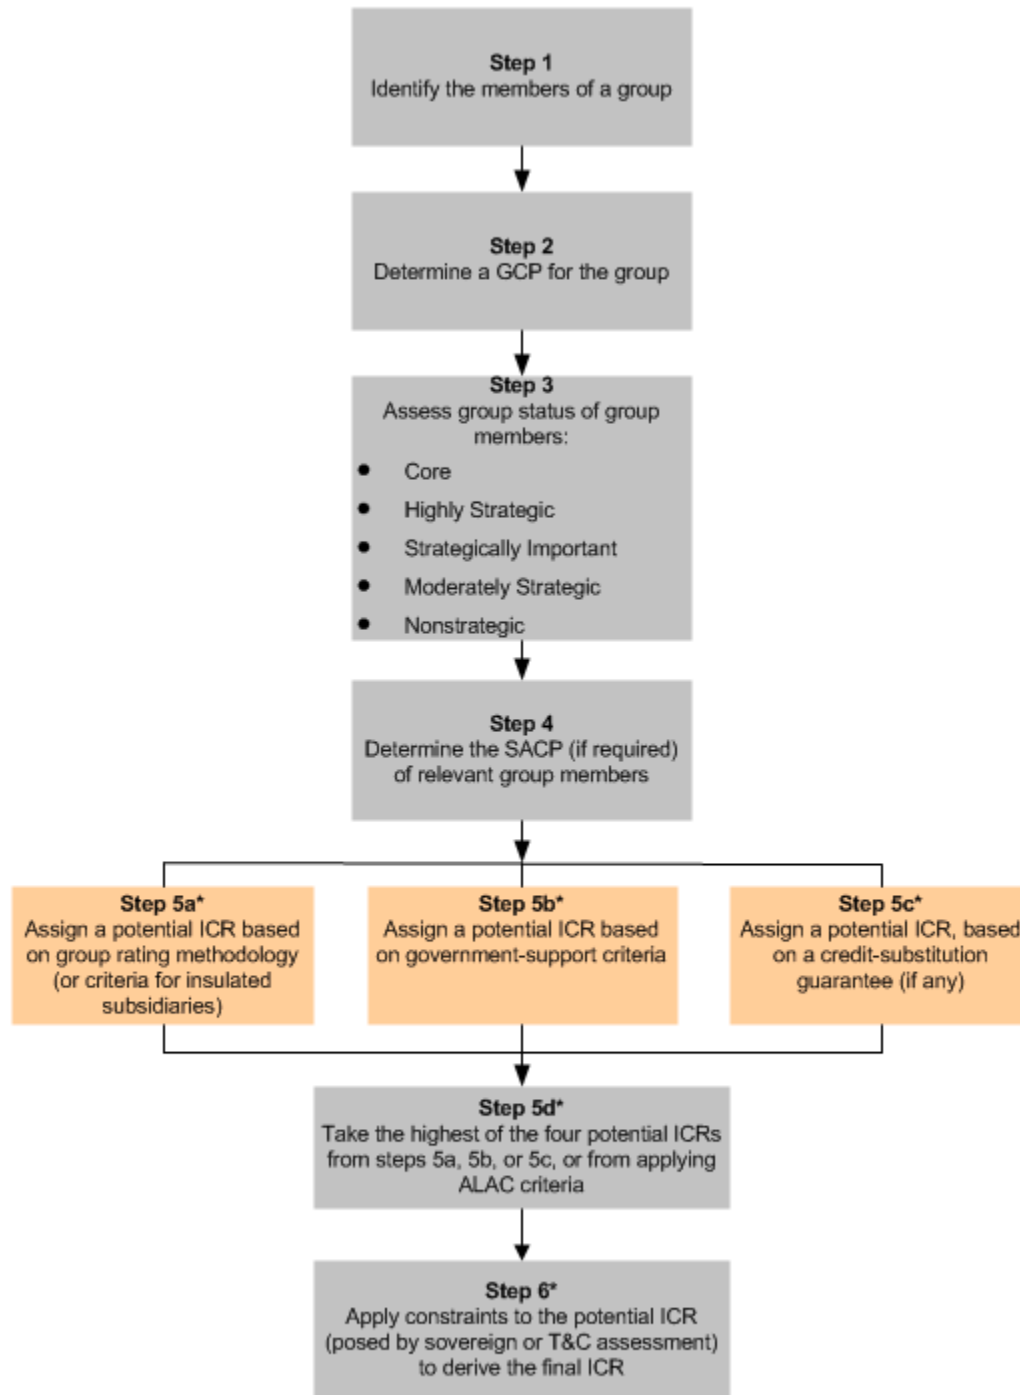 Step 1
Identify the members of a group
Step 2
Determine a GCP for the group
Step 3
Assess group status of group
members:
● Core
● Highly Strategic
● Strategically Important
● Moderately Strategic
● Nonstrategic
Step 4
Determine the SACP (if required)
of relevant group members
Step 5a*
Assign a potential ICR based
on group rating methodology
(or criteria for insulated
subsidiaries)
Step 5b*
Assign a potential ICR based
on government-support criteria
Step 5c*
Assign a potential ICR, based
on a credit-substitution
guarantee (if any)
Step 5d*
Take the highest of the four potential ICRs
from steps 5a, 5b, or 5c, or from applying
ALAC criteria
Step 6*
Apply constraints to the potential ICR
(posed by sovereign or T&C assessment)
to derive the final ICR